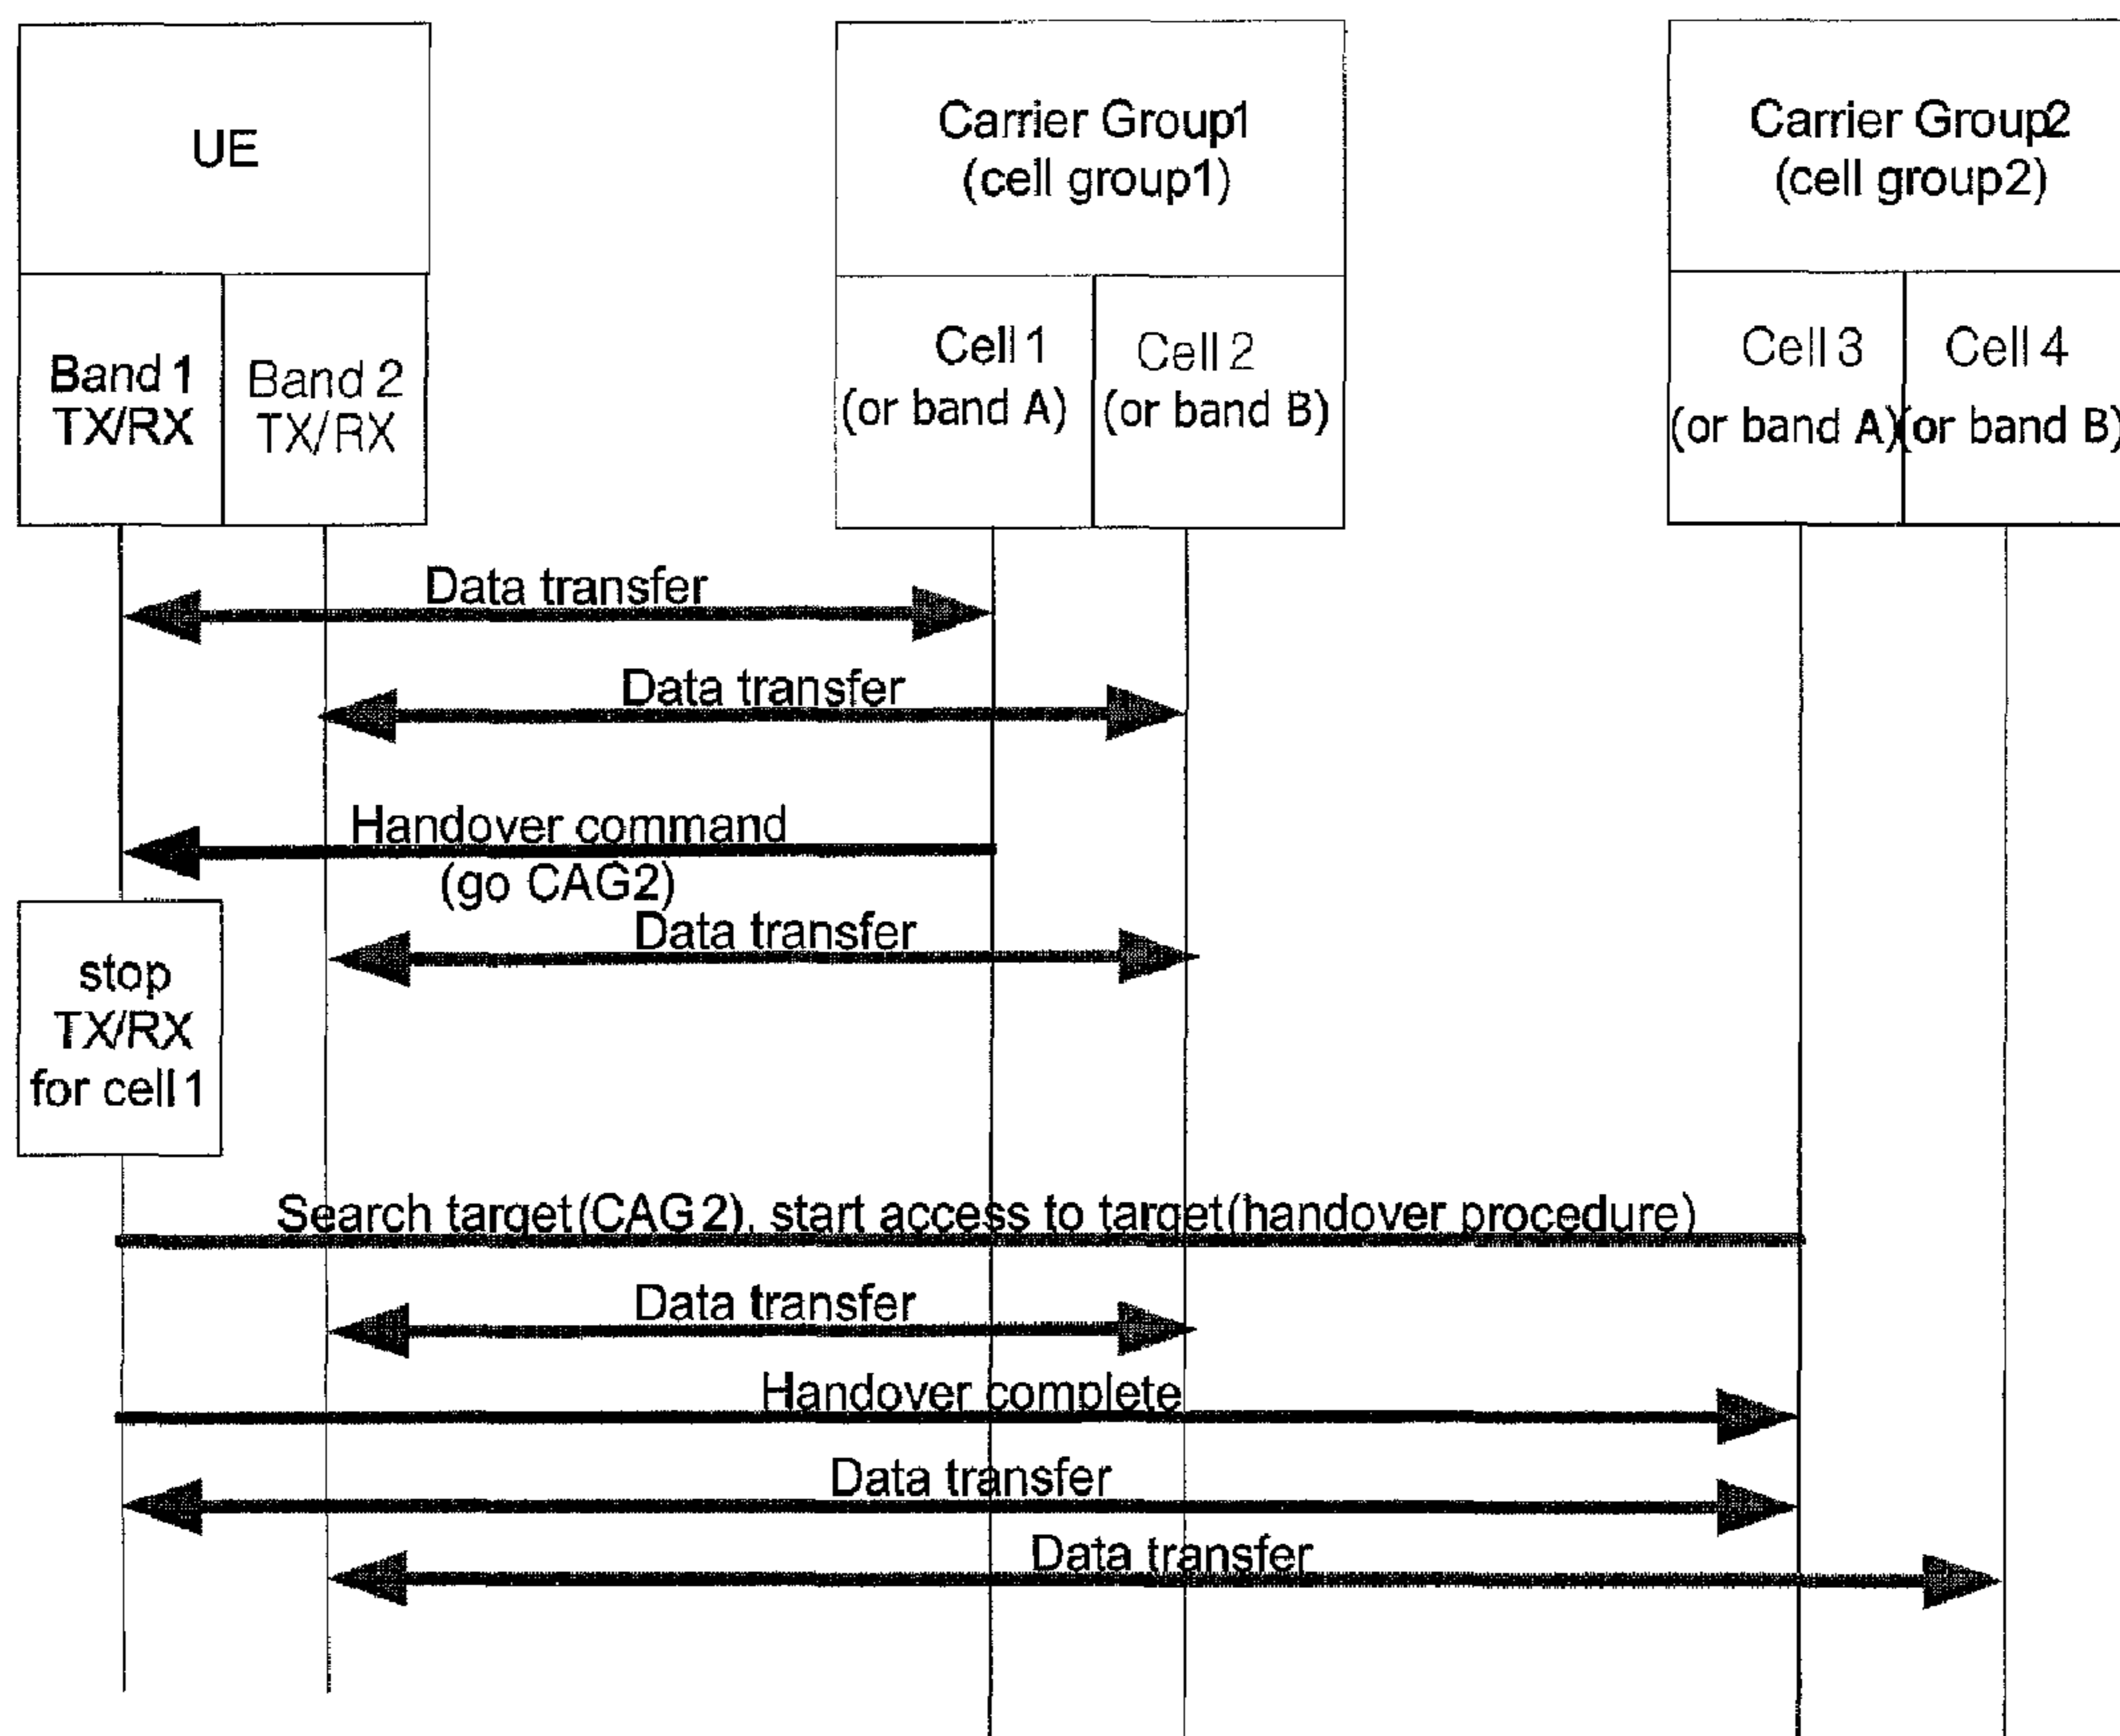 UE
Carrier Group1
(cell group1)
Carrier Group2
(cell group2)
Band 1
TX/RX
Band 2
TX/RX
Cell 1
(or band A)
Cell 2
(or band B)
Cell 3
(or band A)
Cell 4
(or band B)
Data transfer
Data transfer
Handover command
(go CAG2)
Data transfer
stop
TX/RX
for cell 1
Search target(CAG2), start access to target(handover procedure)
Data transfer
Handover complete
Data transfer
Data transfer